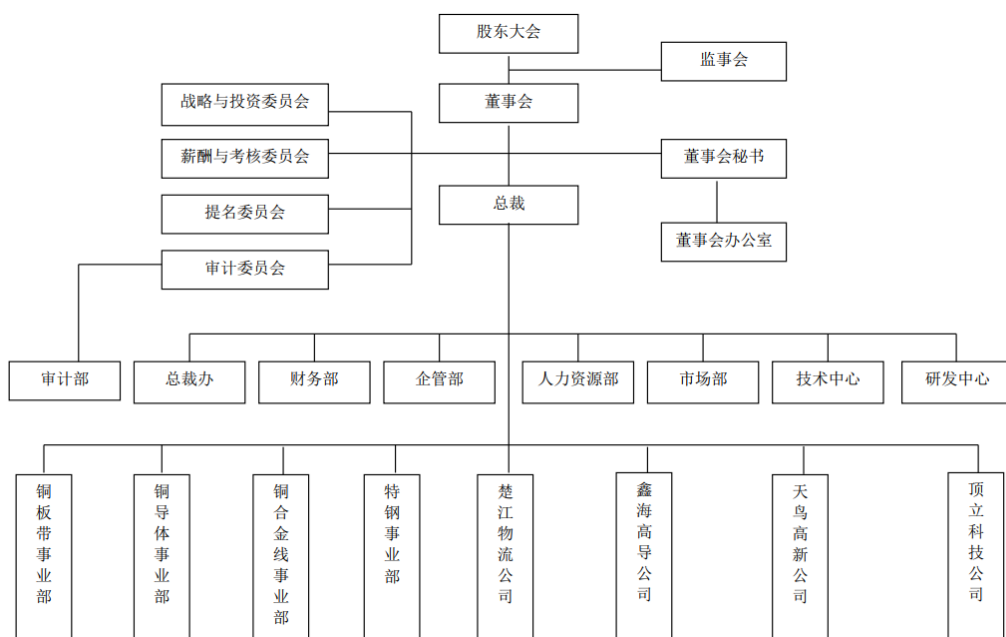 股东大会
监事会
董事会
战略与投资委员会
薪酬与考核委员会
董事会秘书
总裁
提名委员会
董事会办公室
审计委员会
审计部
总裁办
财务部
企管部
人力资源部
市场部
技术中心
研发中心
铜板带事业部
铜导体事业部
铜合金线事业部
特钢事业部
楚江物流公司
鑫海高导公司
天鸟高新公司
顶立科技公司